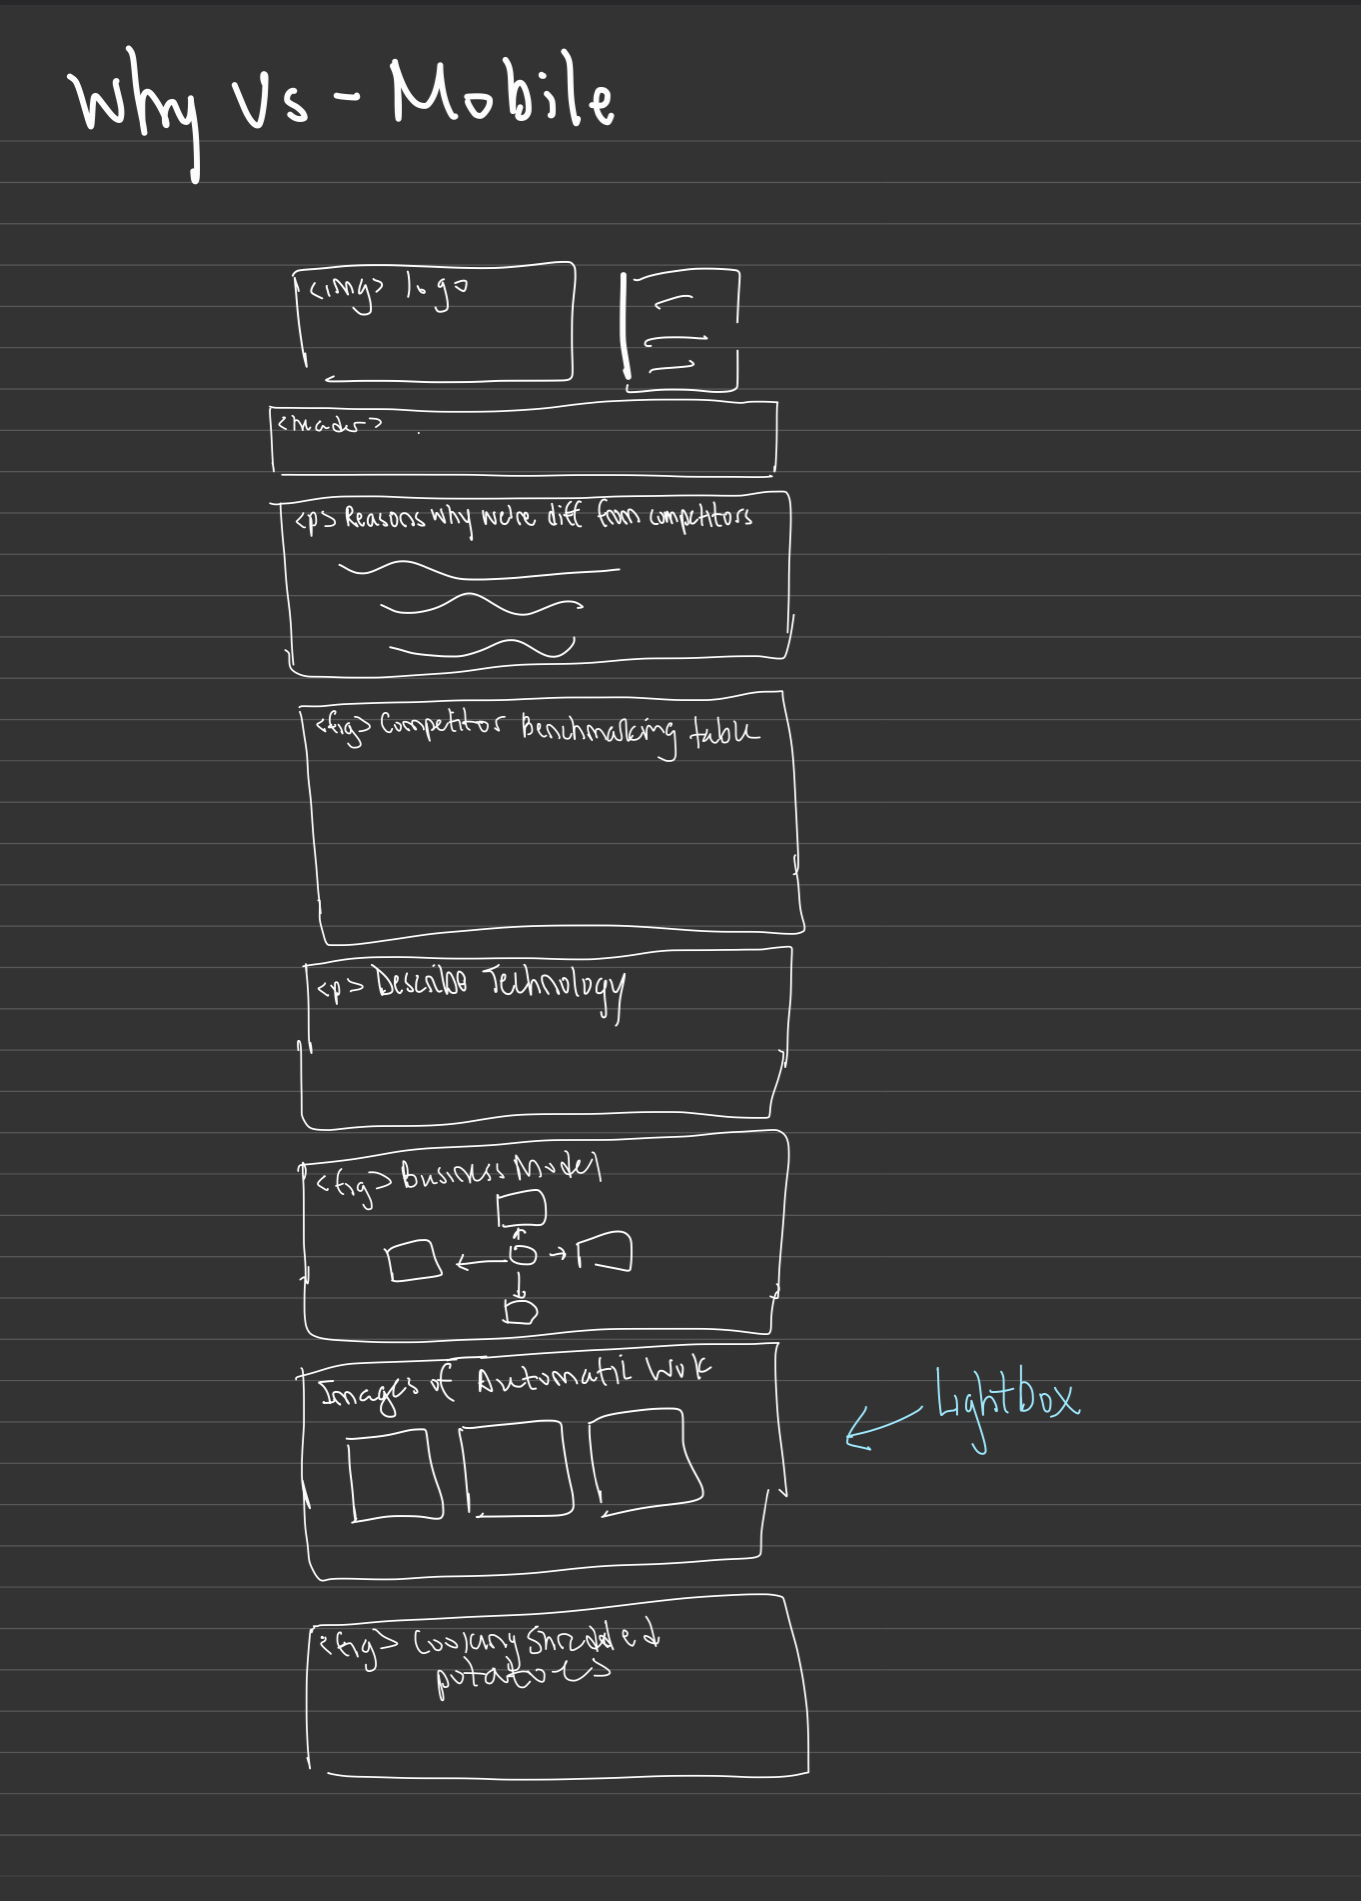 Why Us - Mobile
<img> logo
<header>
<p> Reasons why we're diff from competitors
<fig> Competitor Benchmarking table
<p> Describe Technology
<fig> Business Model
Images of Automatic Wok
Lightbox
<fig> Cooking Shredded
potatoes